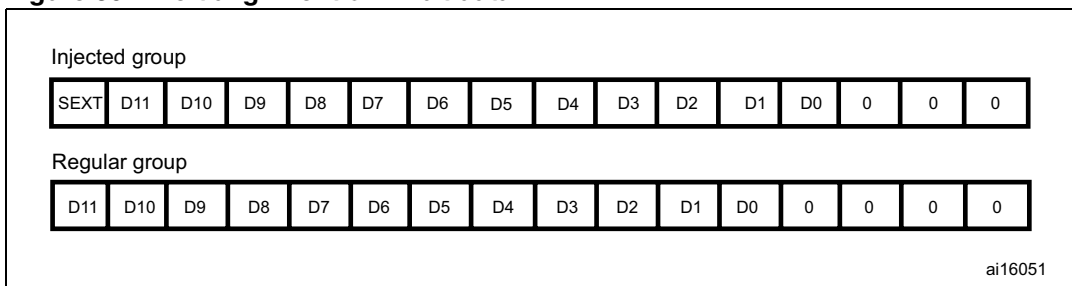 Injected group
SEXT D11 D10 D9 D8 D7 D6 D5 D4 D3 D2 D1 D0 0 0 0
Regular group
D11 D10 D9 D8 D7 D6 D5 D4 D3 D2 D1 D0 0 0 0 0
ai16051